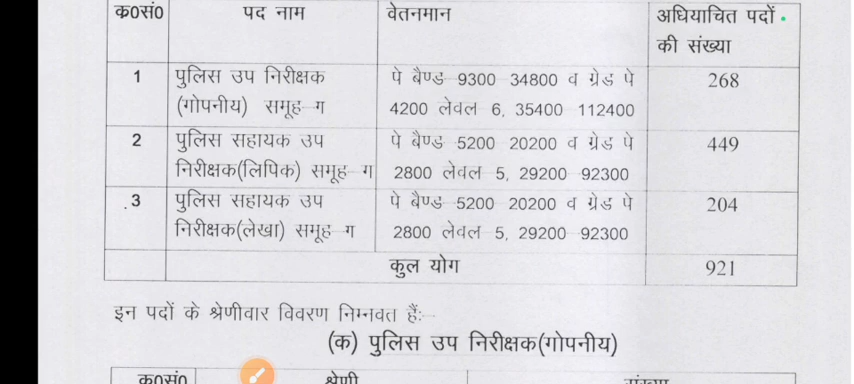 क0सं0 पद नाम वेतनमान अधियाचित पदों
की संख्या
1 पुलिस उप निरीक्षक पे बैण्ड 9300 34800 व ग्रेड पे 268
(गोपनीय) समूह ग 4200 लेवल 6, 35400 112400
2 पुलिस सहायक उप पे बैण्ड 5200 20200 व ग्रेड पे 449
निरीक्षक(लिपिक) समूह ग 2800 लेवल 5, 29200 92300
3 पुलिस सहायक उप पे बैण्ड 5200 20200 व ग्रेड पे 204
निरीक्षक(लेखा) समूह ग 2800 लेवल 5, 29200 92300
कुल योग 921
इन पदों के श्रेणीवार विवरण निम्नवत हैं:-
(क) पुलिस उप निरीक्षक(गोपनीय)
क0सं0 श्रेणी संख्या